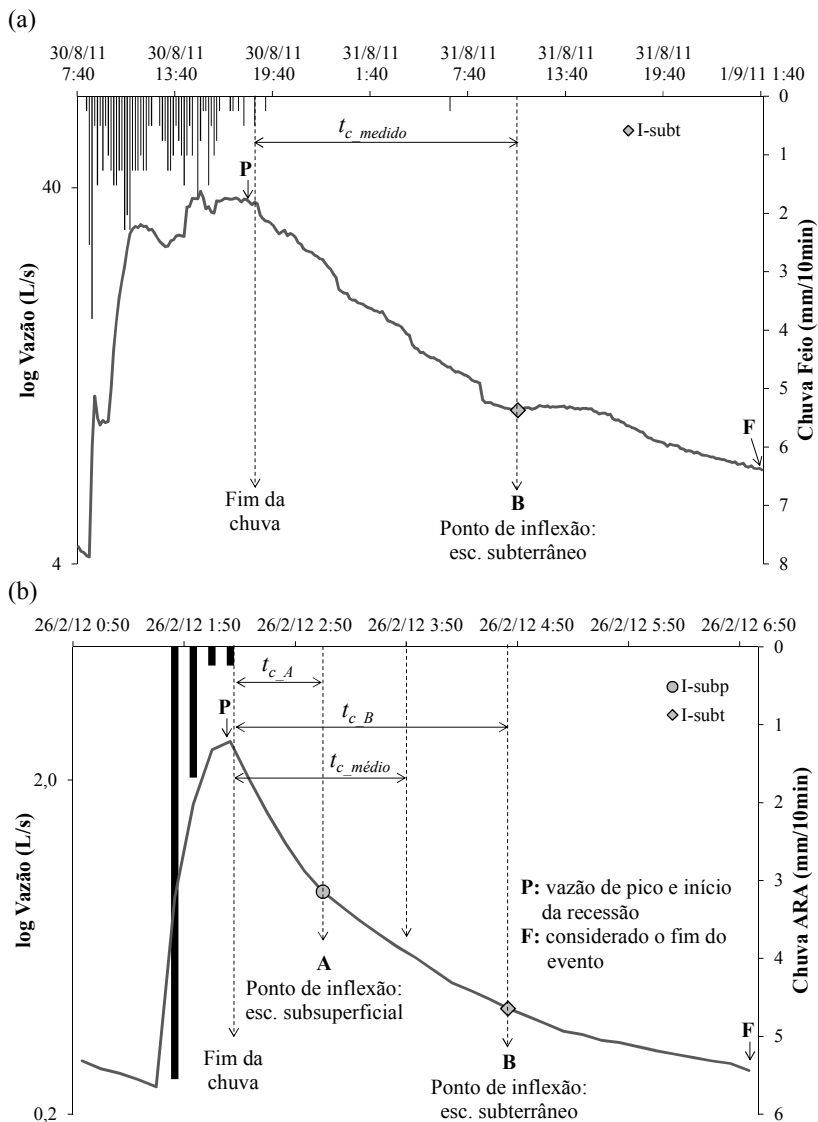 (a)
30/8/11 30/8/11 30/8/11 31/8/11 31/8/11 31/8/11 31/8/11
7:40 13:40 19:40 1:40 7:40 13:40 19:40 1/9/11 1:40
0
t_c_medido
I-subt
P
40
1
2
3
4
5
6
7
8
log Vazão (L/s)
Chuva Feio (mm/10min)
F
Fim da
chuva
B
Ponto de inflexão:
esc. subterrâneo
4
(b)
26/2/12 0:50 26/2/12 1:50 26/2/12 2:50 26/2/12 3:50 26/2/12 4:50 26/2/12 5:50 26/2/12 6:50
0
t_c_A
I-subp
P
t_c_B
I-subt
1
t_c_médio
2,0
2
3
4
5
6
log Vazão (L/s)
Chuva ARA (mm/10min)
P: vazão de pico e início
da recessão
F: considerado o fim do
evento
A
Ponto de inflexão:
esc. subsuperficial
F
Fim da
chuva
B
Ponto de inflexão:
esc. subterrâneo
0,2